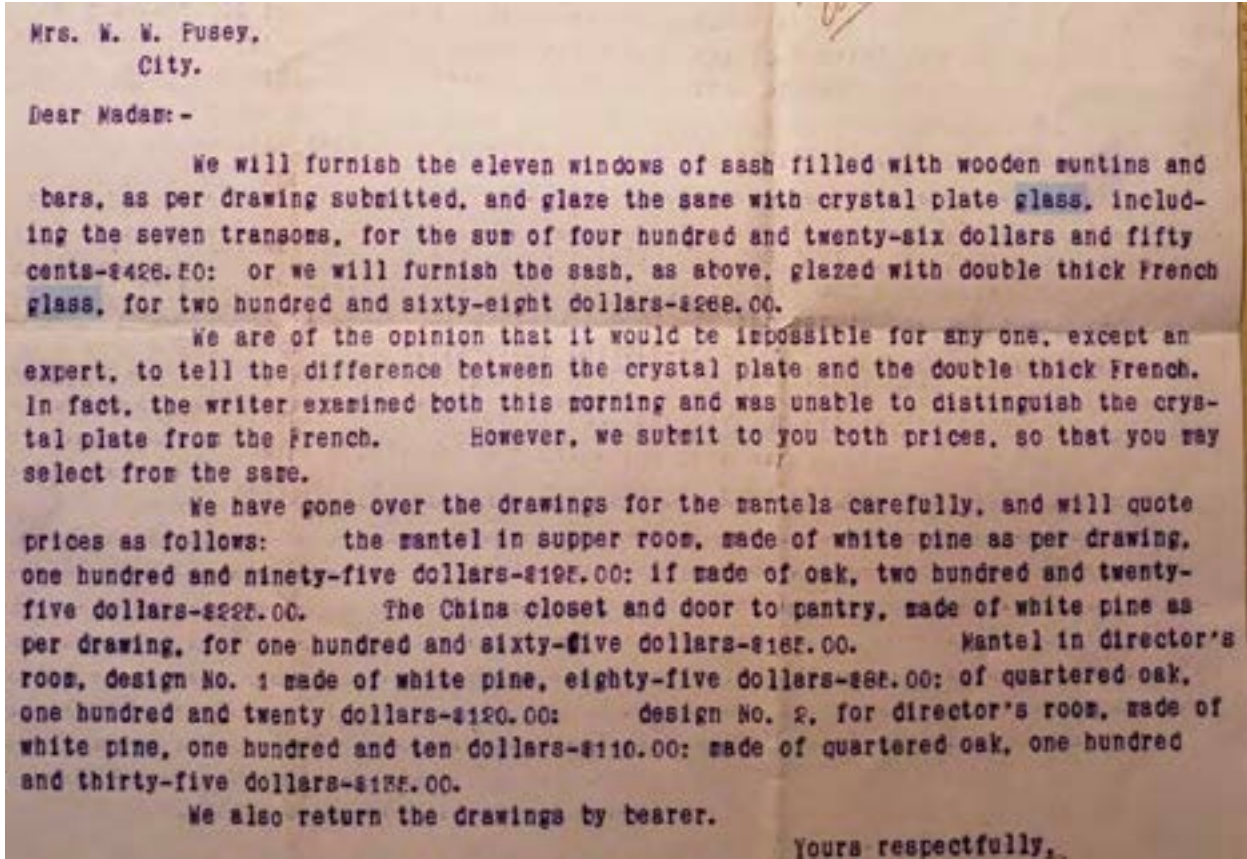 Mrs. W. W. Pusey,
City.
Dear Madam:-
We will furnish the eleven windows of sash filled with wooden muntins and
bars, as per drawing submitted, and glaze the same with crystal plate glass, includ-
ing the seven transoms, for the sum of four hundred and twenty-six dollars and fifty
cents-$426.50: or we will furnish the sash, as above, glazed with double thick French
glass, for two hundred and sixty-eight dollars-$268.00.
We are of the opinion that it would be impossible for any one, except an
expert, to tell the difference between the crystal plate and the double thick French.
In fact, the writer examined both this morning and was unable to distinguish the crys-
tal plate from the French. However, we submit to you both prices, so that you may
select from the same.
We have gone over the drawings for the mantels carefully, and will quote
prices as follows: the mantel in supper room, made of white pine as per drawing,
one hundred and ninety-five dollars-$195.00: if made of oak, two hundred and twenty-
five dollars-$225.00. The China closet and door to pantry, made of white pine as
per drawing, for one hundred and sixty-five dollars-$165.00. Mantel in director's
room, design No. 1 made of white pine, eighty-five dollars-$85.00: of quartered oak,
one hundred and twenty dollars-$120.00: design No. 2, for director's room, made of
white pine, one hundred and ten dollars-$110.00: made of quartered oak, one hundred
and thirty-five dollars-$135.00.
We also return the drawings by bearer.
Yours respectfully,